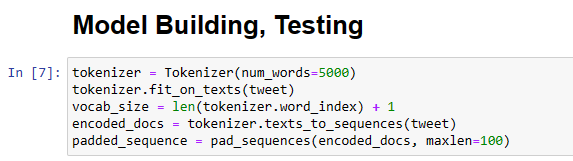 Model Building, Testing
In [7]: tokenizer = Tokenizer(num_words=5000)
tokenizer.fit_on_texts(tweet)
vocab_size = len(tokenizer.word_index) + 1
encoded_docs = tokenizer.texts_to_sequences(tweet)
padded_sequence = pad_sequences(encoded_docs, maxlen=100)